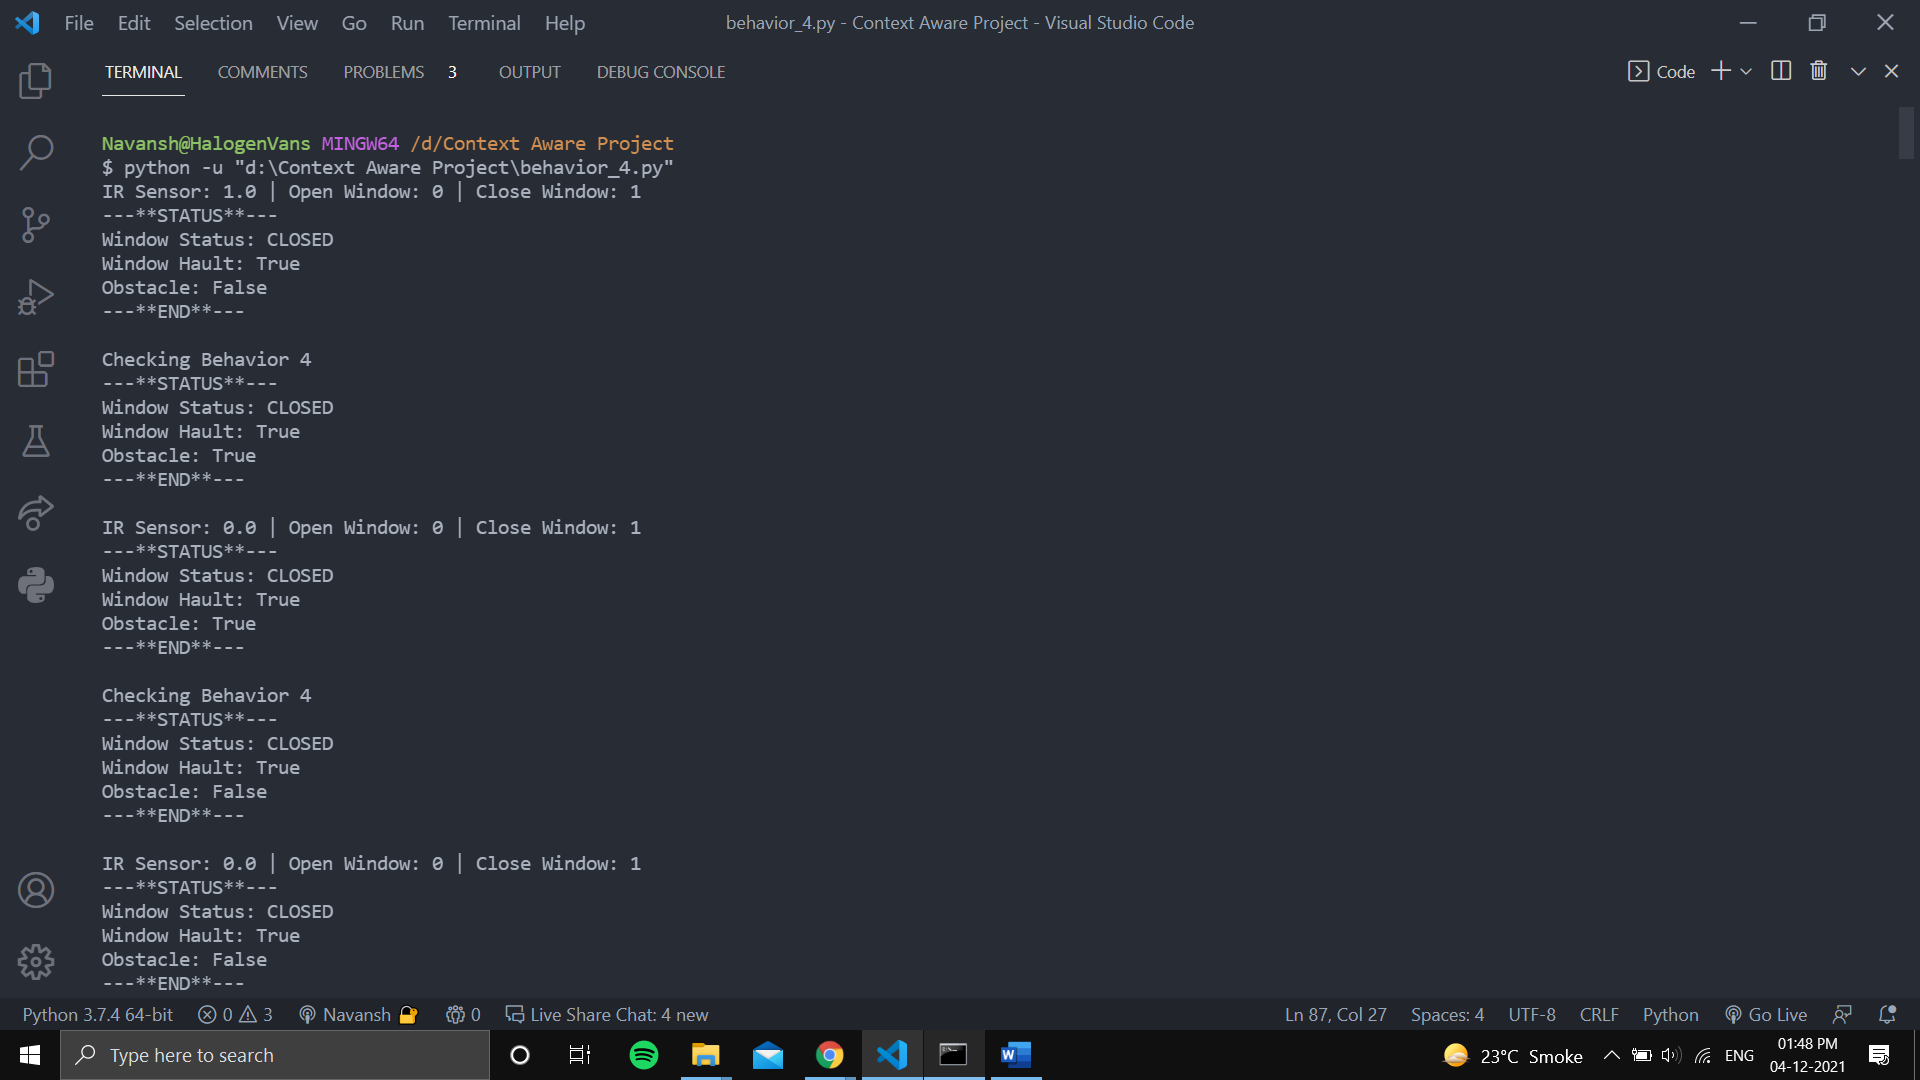 File Edit Selection View Go Run Terminal Help
behavior_4.py - Context Aware Project - Visual Studio Code
TERMINAL COMMENTS PROBLEMS 3 OUTPUT DEBUG CONSOLE
Code
Navansh@HalogenVans MINGW64 /d/Context Aware Project
$ python -u "d:\Context Aware Project\behavior_4.py"
IR Sensor: 1.0 | Open Window: 0 | Close Window: 1
---**STATUS**---
Window Status: CLOSED
Window Hault: True
Obstacle: False
---**END**---
Checking Behavior 4
---**STATUS**---
Window Status: CLOSED
Window Hault: True
Obstacle: True
---**END**---
IR Sensor: 0.0 | Open Window: 0 | Close Window: 1
---**STATUS**---
Window Status: CLOSED
Window Hault: True
Obstacle: True
---**END**---
Checking Behavior 4
---**STATUS**---
Window Status: CLOSED
Window Hault: True
Obstacle: False
---**END**---
IR Sensor: 0.0 | Open Window: 0 | Close Window: 1
---**STATUS**---
Window Status: CLOSED
Window Hault: True
Obstacle: False
---**END**---
Python 3.7.4 64-bit 0 3 Navansh 0 Live Share Chat: 4 new
Ln 87, Col 27 Spaces: 4 UTF-8 CRLF Python Go Live
Type here to search
23°C Smoke
ENG
01:48 PM
04-12-2021